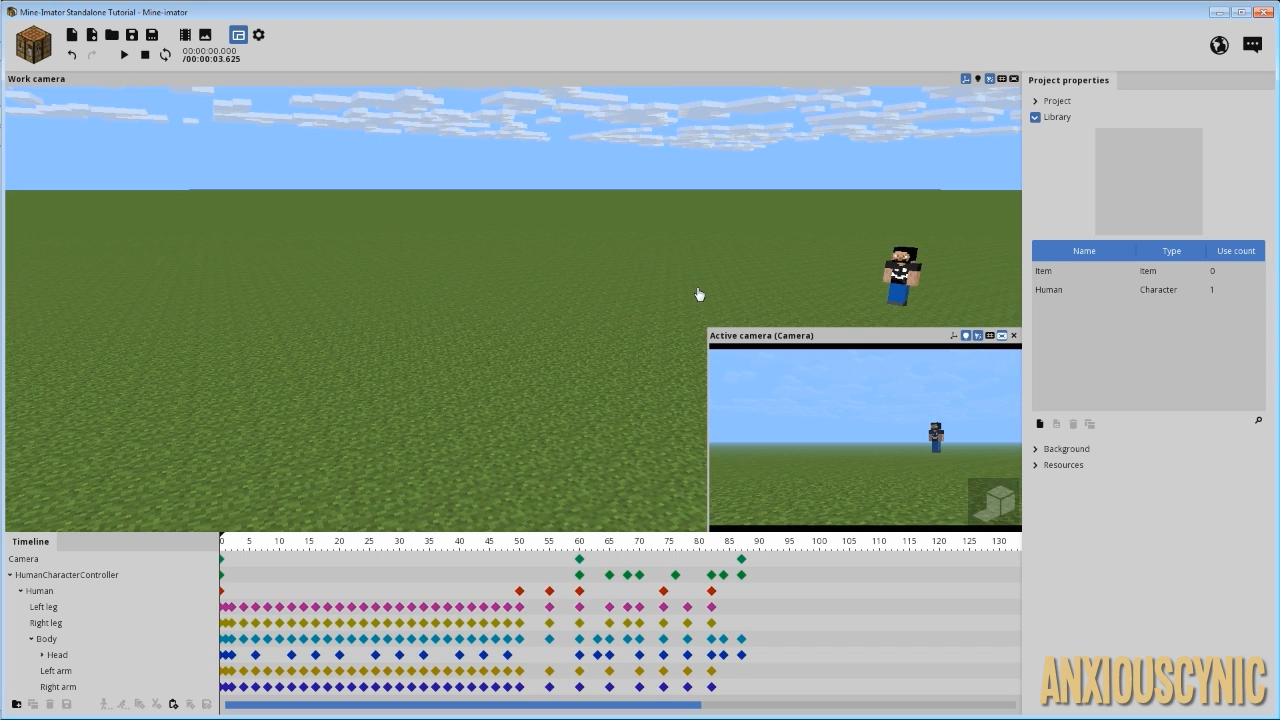 Mine-Imator Standalone Tutorial - Mine-imator
00:00:00.000
/00:00:03.625
Work camera
Project properties
Project
Library
Name Type Use count
Item Item 0
Human Character 1
Active camera (Camera)
Background
Resources
Timeline
0 5 10 15 20 25 30 35 40 45 50 55 60 65 70 75 80 85 90 95 100 105 110 115 120 125 130
Camera
HumanCharacterController
Human
Left leg
Right leg
Body
Head
Left arm
Right arm
ANXIOUSCYNIC